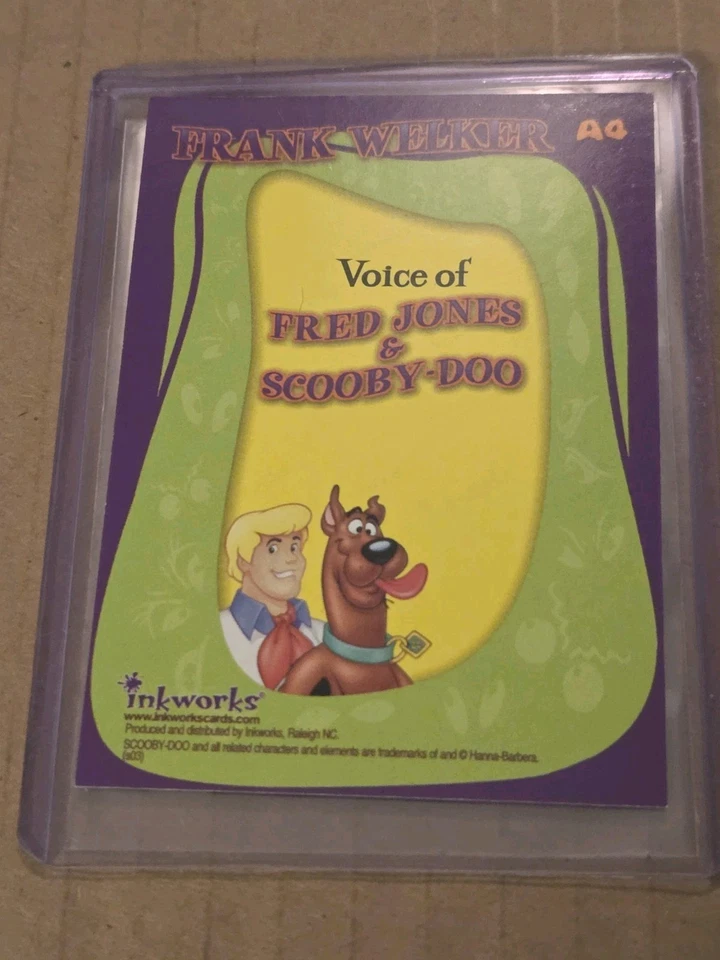 FRANK WELKER A4
Voice of
FRED JONES
&
SCOOBY-DOO
inkworks®
www.inkworkscards.com
Produced and distributed by Inkworks, Raleigh NC.
SCOOBY-DOO and all related characters and elements are trademarks of and © Hanna-Barbera.
(s03)